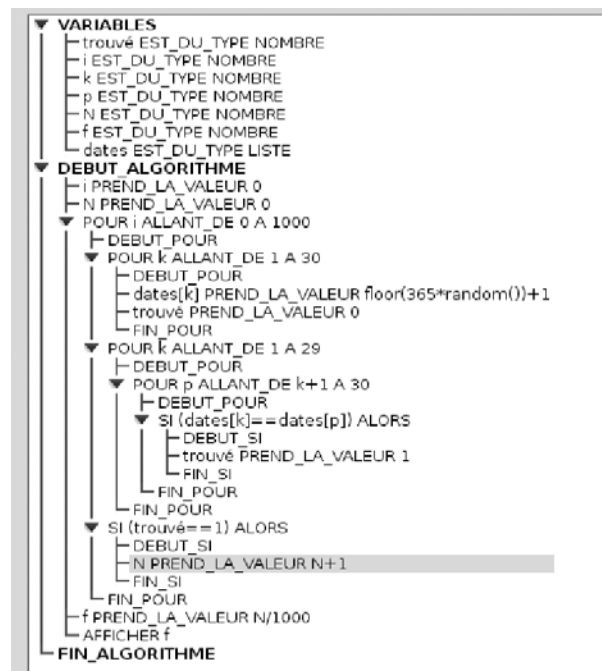 VARIABLES
trouvé EST_DU_TYPE NOMBRE
i EST_DU_TYPE NOMBRE
k EST_DU_TYPE NOMBRE
p EST_DU_TYPE NOMBRE
N EST_DU_TYPE NOMBRE
f EST_DU_TYPE NOMBRE
dates EST_DU_TYPE LISTE
DEBUT_ALGORITHME
i PREND_LA_VALEUR 0
N PREND_LA_VALEUR 0
POUR i ALLANT_DE 0 A 1000
DEBUT_POUR
POUR k ALLANT_DE 1 A 30
DEBUT_POUR
dates[k] PREND_LA_VALEUR floor(365*random())+1
trouvé PREND_LA_VALEUR 0
FIN_POUR
POUR k ALLANT_DE 1 A 29
DEBUT_POUR
POUR p ALLANT_DE k+1 A 30
DEBUT_POUR
SI (dates[k]==dates[p]) ALORS
DEBUT_SI
trouvé PREND_LA_VALEUR 1
FIN_SI
FIN_POUR
FIN_POUR
SI (trouvé==1) ALORS
DEBUT_SI
N PREND_LA_VALEUR N+1
FIN_SI
FIN_POUR
f PREND_LA_VALEUR N/1000
AFFICHER f
FIN_ALGORITHME